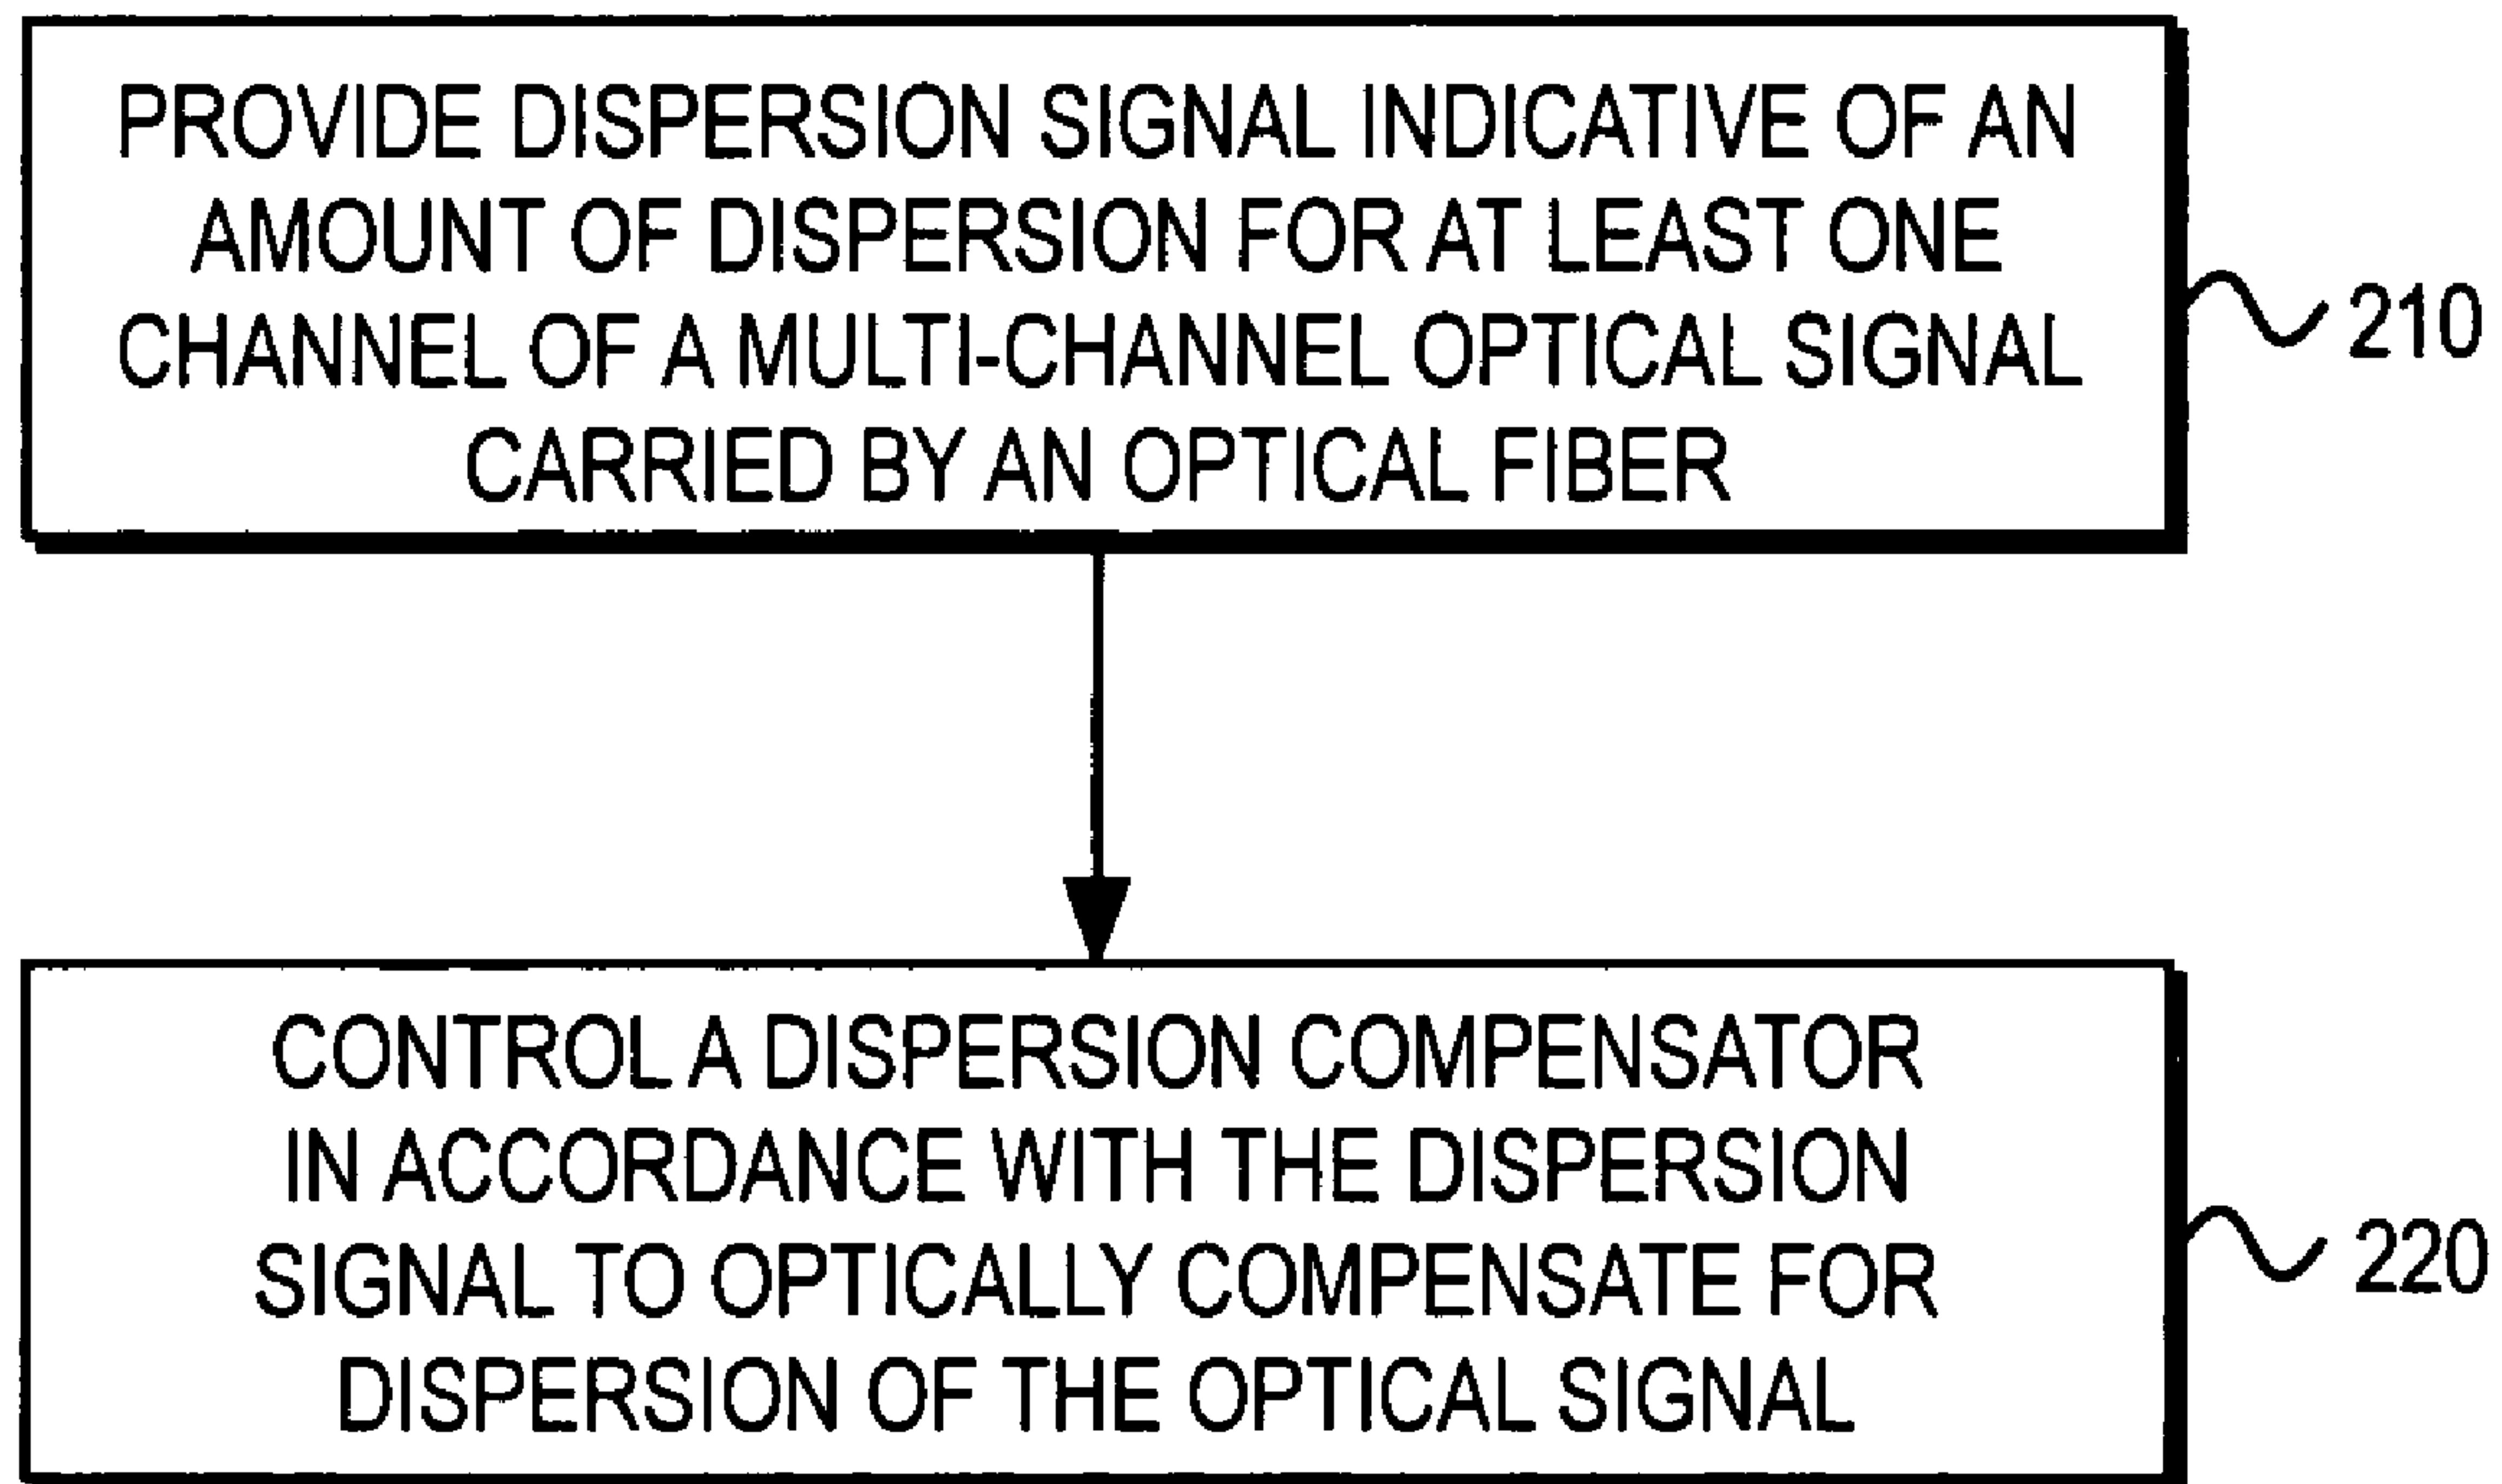 PROVIDE DISPERSION SIGNAL INDICATIVE OF AN
AMOUNT OF DISPERSION FOR AT LEAST ONE
CHANNEL OF A MULTI-CHANNEL OPTICAL SIGNAL
CARRIED BY AN OPTICAL FIBER
210
CONTROL A DISPERSION COMPENSATOR
IN ACCORDANCE WITH THE DISPERSION
SIGNAL TO OPTICALLY COMPENSATE FOR
DISPERSION OF THE OPTICAL SIGNAL
220